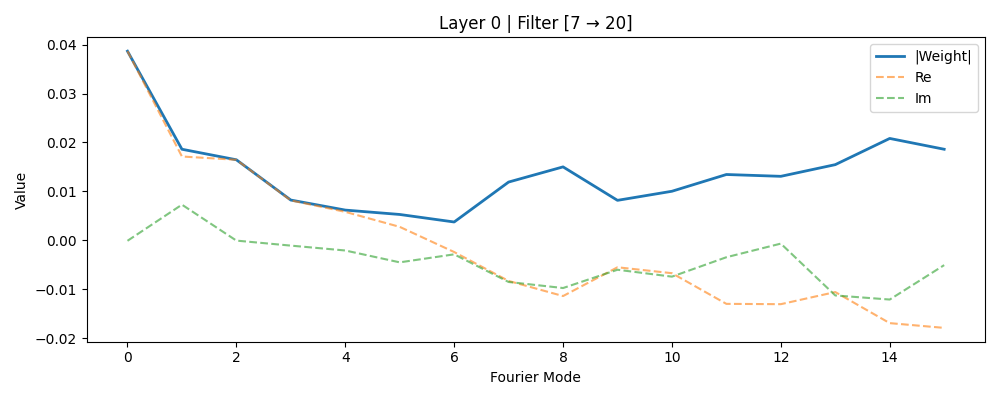 Layer 0 | Filter [7 → 20]
|Weight|
Re
Im
Value
0.04
0.03
0.02
0.01
0.00
−0.01
−0.02
0 2 4 6 8 10 12 14
Fourier Mode